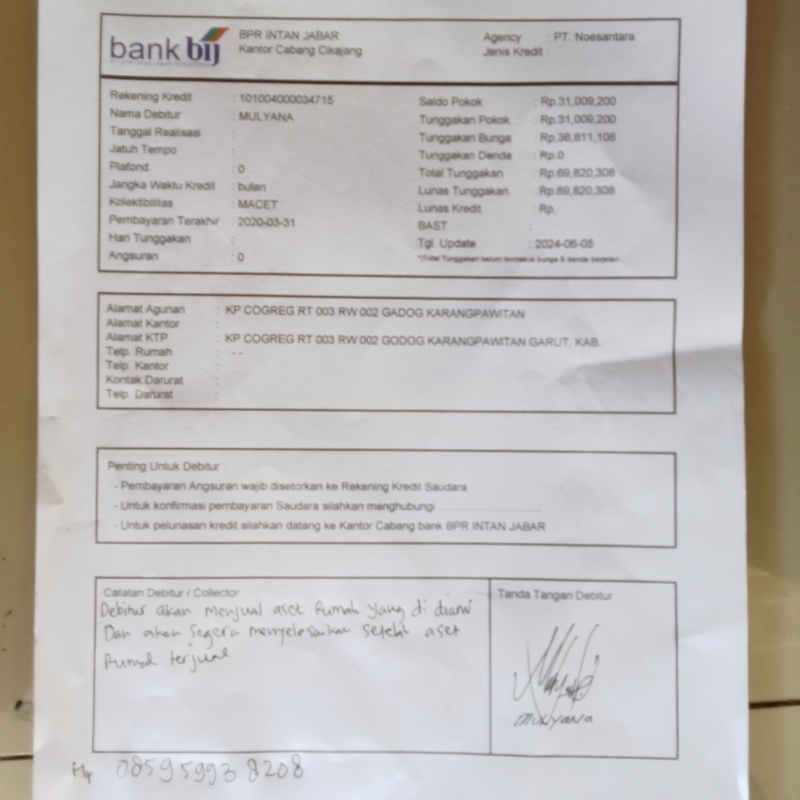 bank bij
BPR INTAN JABAR
Kantor Cabang Cikajang
Agency : PT. Noesantara
Jenis Kredit :
Rekening Kredit : 101004000034715
Nama Debitur : MULYANA
Tanggal Realisasi :
Jatuh Tempo :
Plafond : 0
Jangka Waktu Kredit : bulan
Kolektibilitas : MACET
Pembayaran Terakhir : 2020-03-31
Hari Tunggakan :
Angsuran : 0
Saldo Pokok : Rp.31,009,200
Tunggakan Pokok : Rp.31,009,200
Tunggakan Bunga : Rp.38,811,108
Tunggakan Denda : Rp.0
Total Tunggakan : Rp.69,820,308
Lunas Tunggakan : Rp.69,820,308
Lunas Kredit : Rp.
BAST :
Tgl. Update : 2024-06-05
*)Total Tunggakan belum termasuk bunga & denda berjalan
Alamat Agunan : KP COGREG RT 003 RW 002 GADOG KARANGPAWITAN
Alamat Kantor :
Alamat KTP : KP COGREG RT 003 RW 002 GODOG KARANGPAWITAN GARUT, KAB.
Telp. Rumah : - -
Telp. Kantor :
Kontak Darurat :
Telp. Darurat :
Penting Untuk Debitur
- Pembayaran Angsuran wajib disetorkan ke Rekening Kredit Saudara
- Untuk konfirmasi pembayaran Saudara silahkan menghubungi
- Untuk pelunasan kredit silahkan datang ke Kantor Cabang bank BPR INTAN JABAR
Catatan Debitur / Collector
Debitur akan menjual aset Rumah yang di diami
Dan akan segera menyelesaikan setelah aset
Rumah terjual
Tanda Tangan Debitur
MULYANA
Hp 085959938208